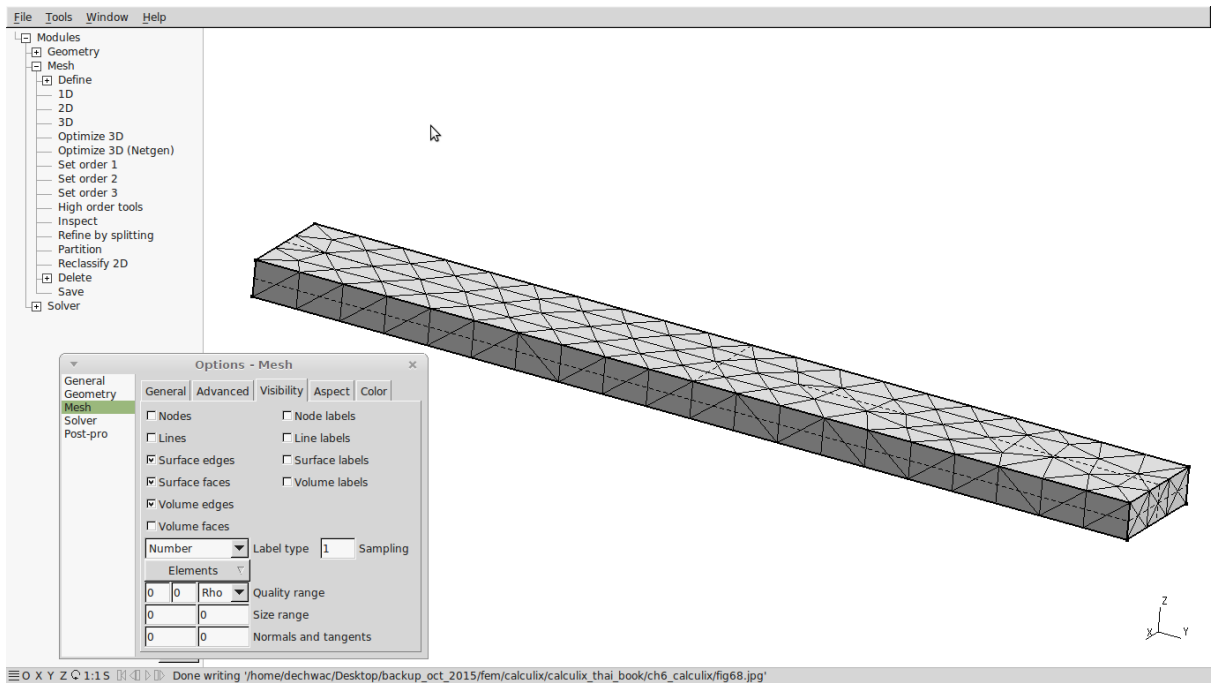 File Tools Window Help
Modules
Geometry
Mesh
Define
1D
2D
3D
Optimize 3D
Optimize 3D (Netgen)
Set order 1
Set order 2
Set order 3
High order tools
Inspect
Refine by splitting
Partition
Reclassify 2D
Delete
Save
Solver
Options - Mesh
General
Geometry
Mesh
Solver
Post-pro
General Advanced Visibility Aspect Color
Nodes Node labels
Lines Line labels
Surface edges Surface labels
Surface faces Volume labels
Volume edges
Volume faces
Number Label type 1 Sampling
Elements
0 0 Rho Quality range
0 0 Size range
0 0 Normals and tangents
Z
X Y
O X Y Z 1:1 S Done writing '/home/dechwac/Desktop/backup_oct_2015/fem/calculix/calculix_thai_book/ch6_calculix/fig68.jpg'